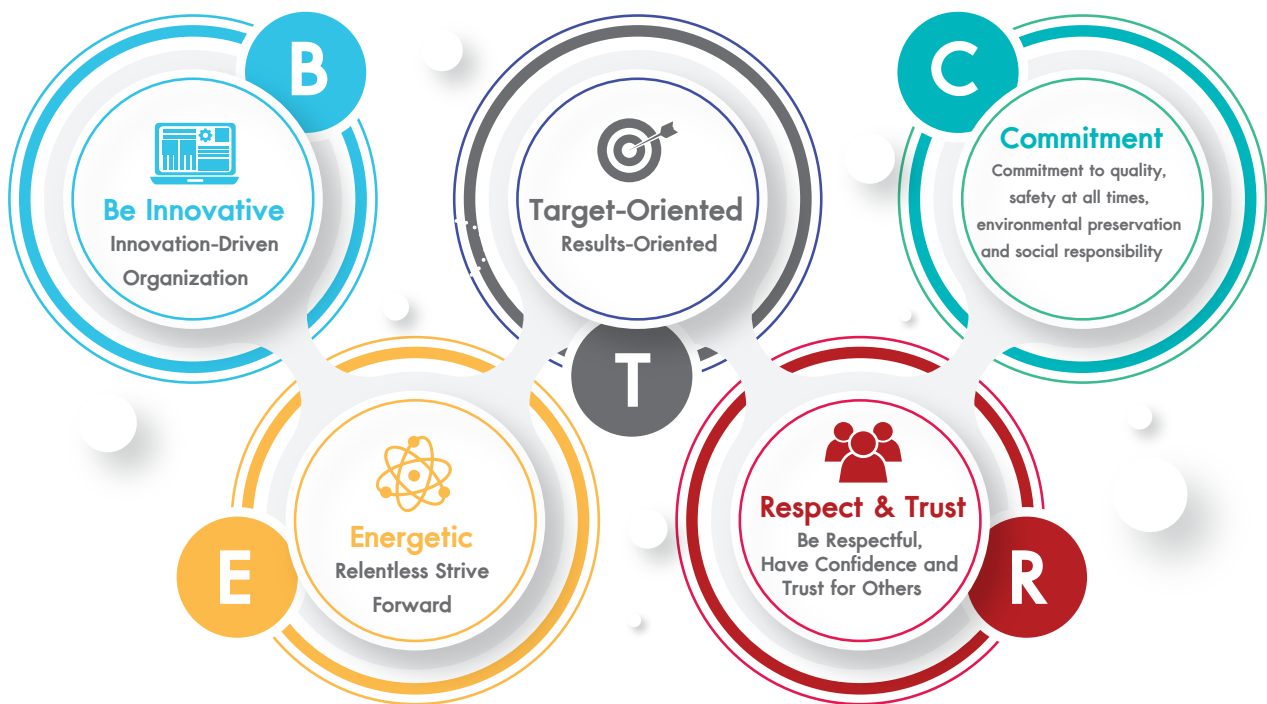 B
Be Innovative
Innovation-Driven
Organization
E
Energetic
Relentless Strive
Forward
T
Target-Oriented
Results-Oriented
R
Respect & Trust
Be Respectful,
Have Confidence and
Trust for Others
C
Commitment
Commitment to quality,
safety at all times,
environmental preservation
and social responsibility